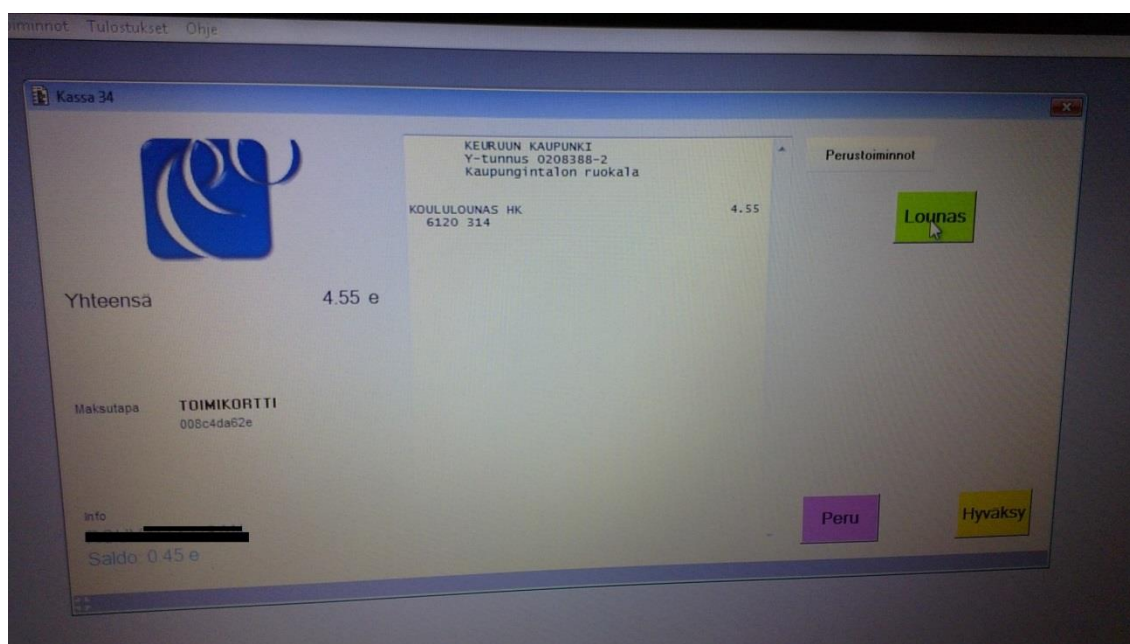 Tulostukset Ohje
Kassa 34
KEURUUN KAUPUNKI
Y-tunnus 0208388-2
Kaupungintalon ruokala
KOULULOUNAS HK 4.55
6120 314
Yhteensä 4.55 e
Maksutapa TOIMIKORTTI
008c4da62e
Info
Saldo: 0.45 e
Perustoiminnot
Lounas
Peru
Hyväksy